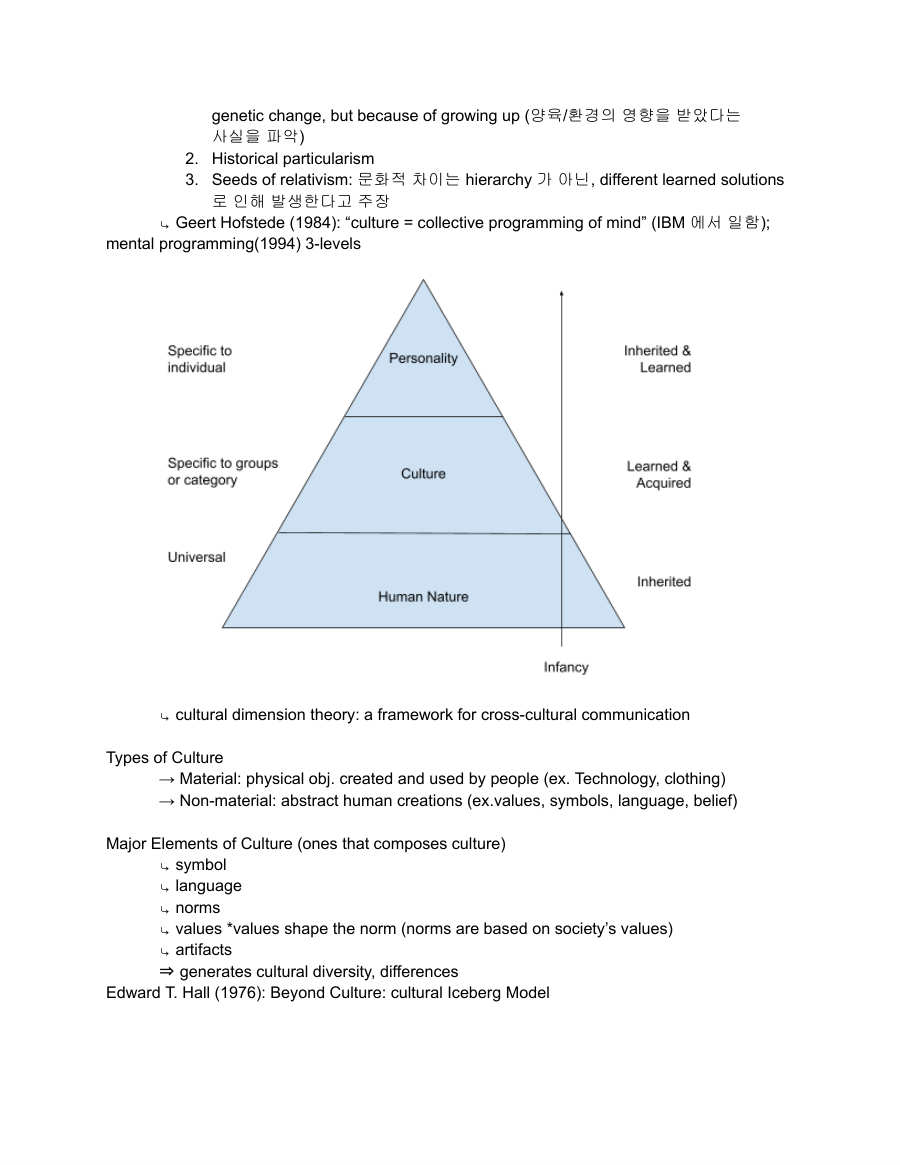 genetic change, but because of growing up (양육/환경의 영향을 받았다는
사실을 파악)
2. Historical particularism
3. Seeds of relativism: 문화적 차이는 hierarchy 가 아닌, different learned solutions
로 인해 발생한다고 주장
⤷ Geert Hofstede (1984): “culture = collective programming of mind” (IBM 에서 일함);
mental programming(1994) 3-levels
Specific to
individual
Personality
Inherited &
Learned
Specific to groups
or category
Culture
Learned &
Acquired
Universal
Human Nature
Inherited
Infancy
⤷ cultural dimension theory: a framework for cross-cultural communication
Types of Culture
→ Material: physical obj. created and used by people (ex. Technology, clothing)
→ Non-material: abstract human creations (ex.values, symbols, language, belief)
Major Elements of Culture (ones that composes culture)
⤷ symbol
⤷ language
⤷ norms
⤷ values *values shape the norm (norms are based on society’s values)
⤷ artifacts
⇒ generates cultural diversity, differences
Edward T. Hall (1976): Beyond Culture: cultural Iceberg Model